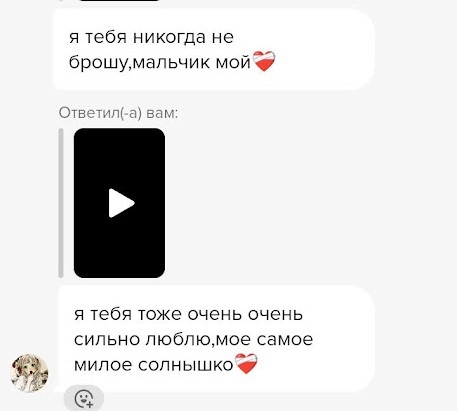 я тебя никогда не
брошу,мальчик мой❤️‍🩹
Ответил(-а) вам:
я тебя тоже очень очень
сильно люблю,мое самое
милое солнышко❤️‍🩹